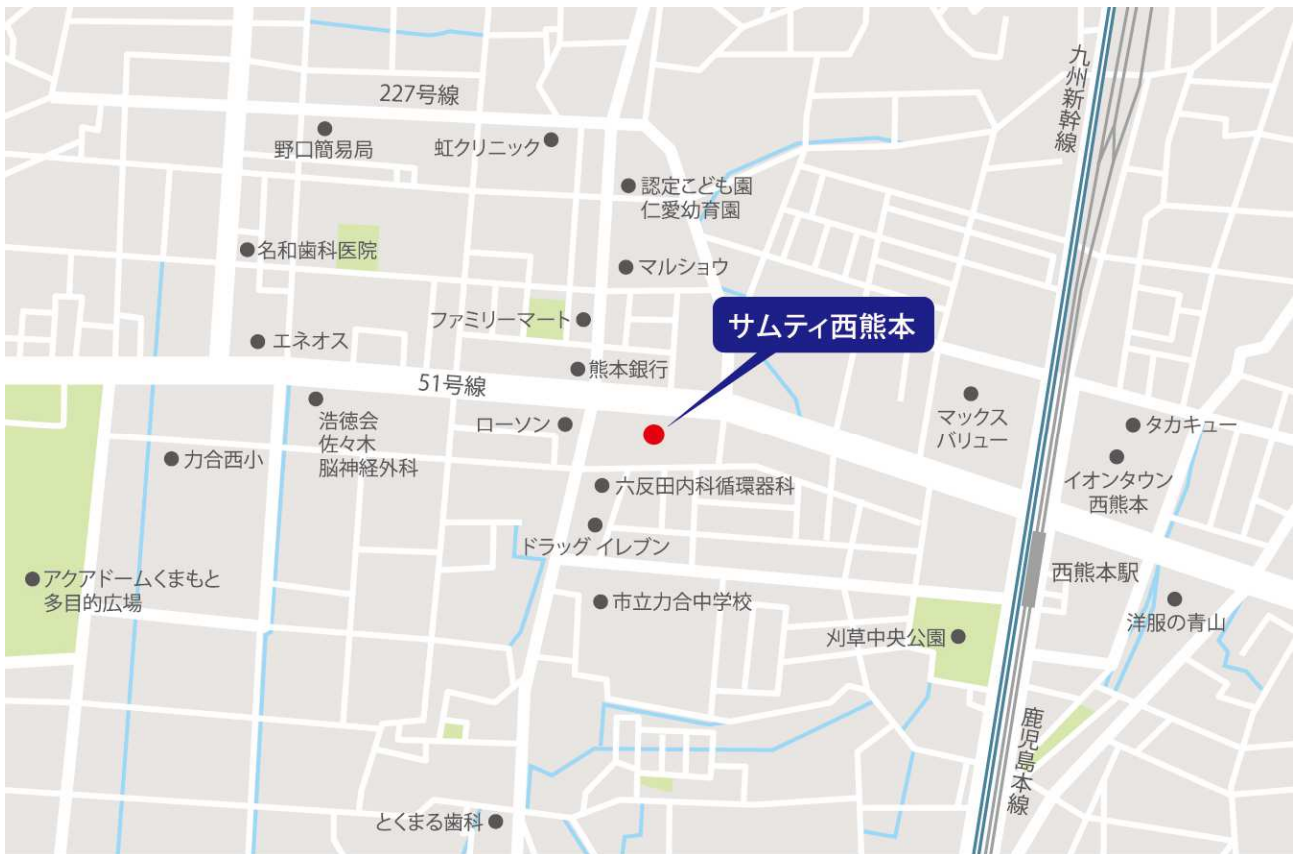 九州新幹線
227号線
野口簡易局
虹クリニック
認定こども園
仁愛幼育園
名和歯科医院
マルショウ
ファミリーマート
サムティ西熊本
エネオス
熊本銀行
51号線
浩徳会
佐々木
脳神経外科
ローソン
マックス
バリュー
タカキュー
力合西小
六反田内科循環器科
イオンタウン
西熊本
ドラッグ イレブン
アクアドームくまもと
多目的広場
西熊本駅
市立力合中学校
洋服の青山
刈草中央公園
鹿児島本線
とくまる歯科